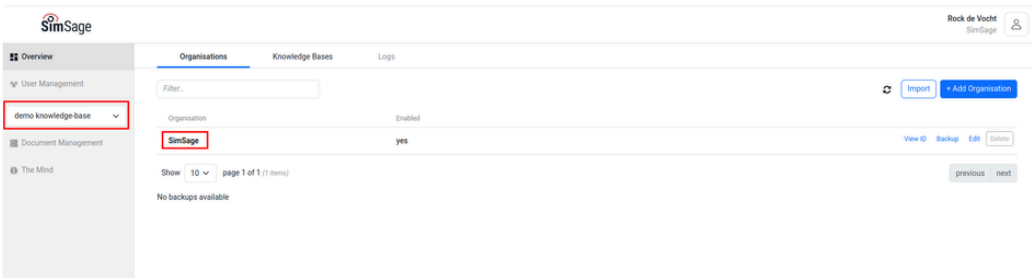 SimSage
Rock de Vocht
SimSage
Overview
User Management
demo knowledge-base
Document Management
The Mind
Organisations Knowledge Bases Logs
Filter..
Import + Add Organisation
Organisation Enabled
SimSage yes View ID Backup Edit Delete
Show 10 page 1 of 1 (1 items) previous next
No backups available